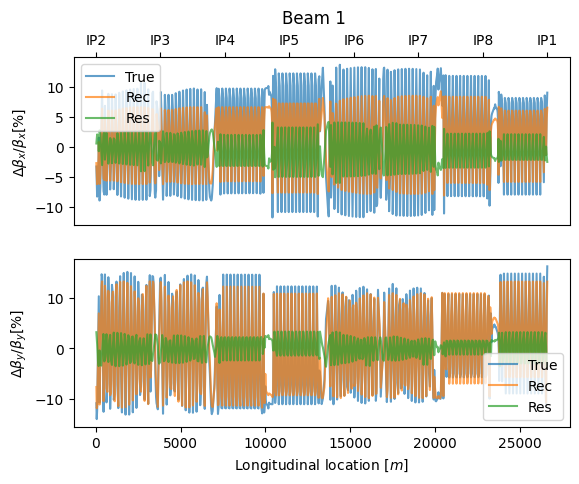 Beam 1
IP2 IP3 IP4 IP5 IP6 IP7 IP8 IP1
Δβx/βx[%]
10
5
0
−5
−10
True
Rec
Res
Δβy/βy[%]
10
0
−10
True
Rec
Res
0 5000 10000 15000 20000 25000
Longitudinal location [m]